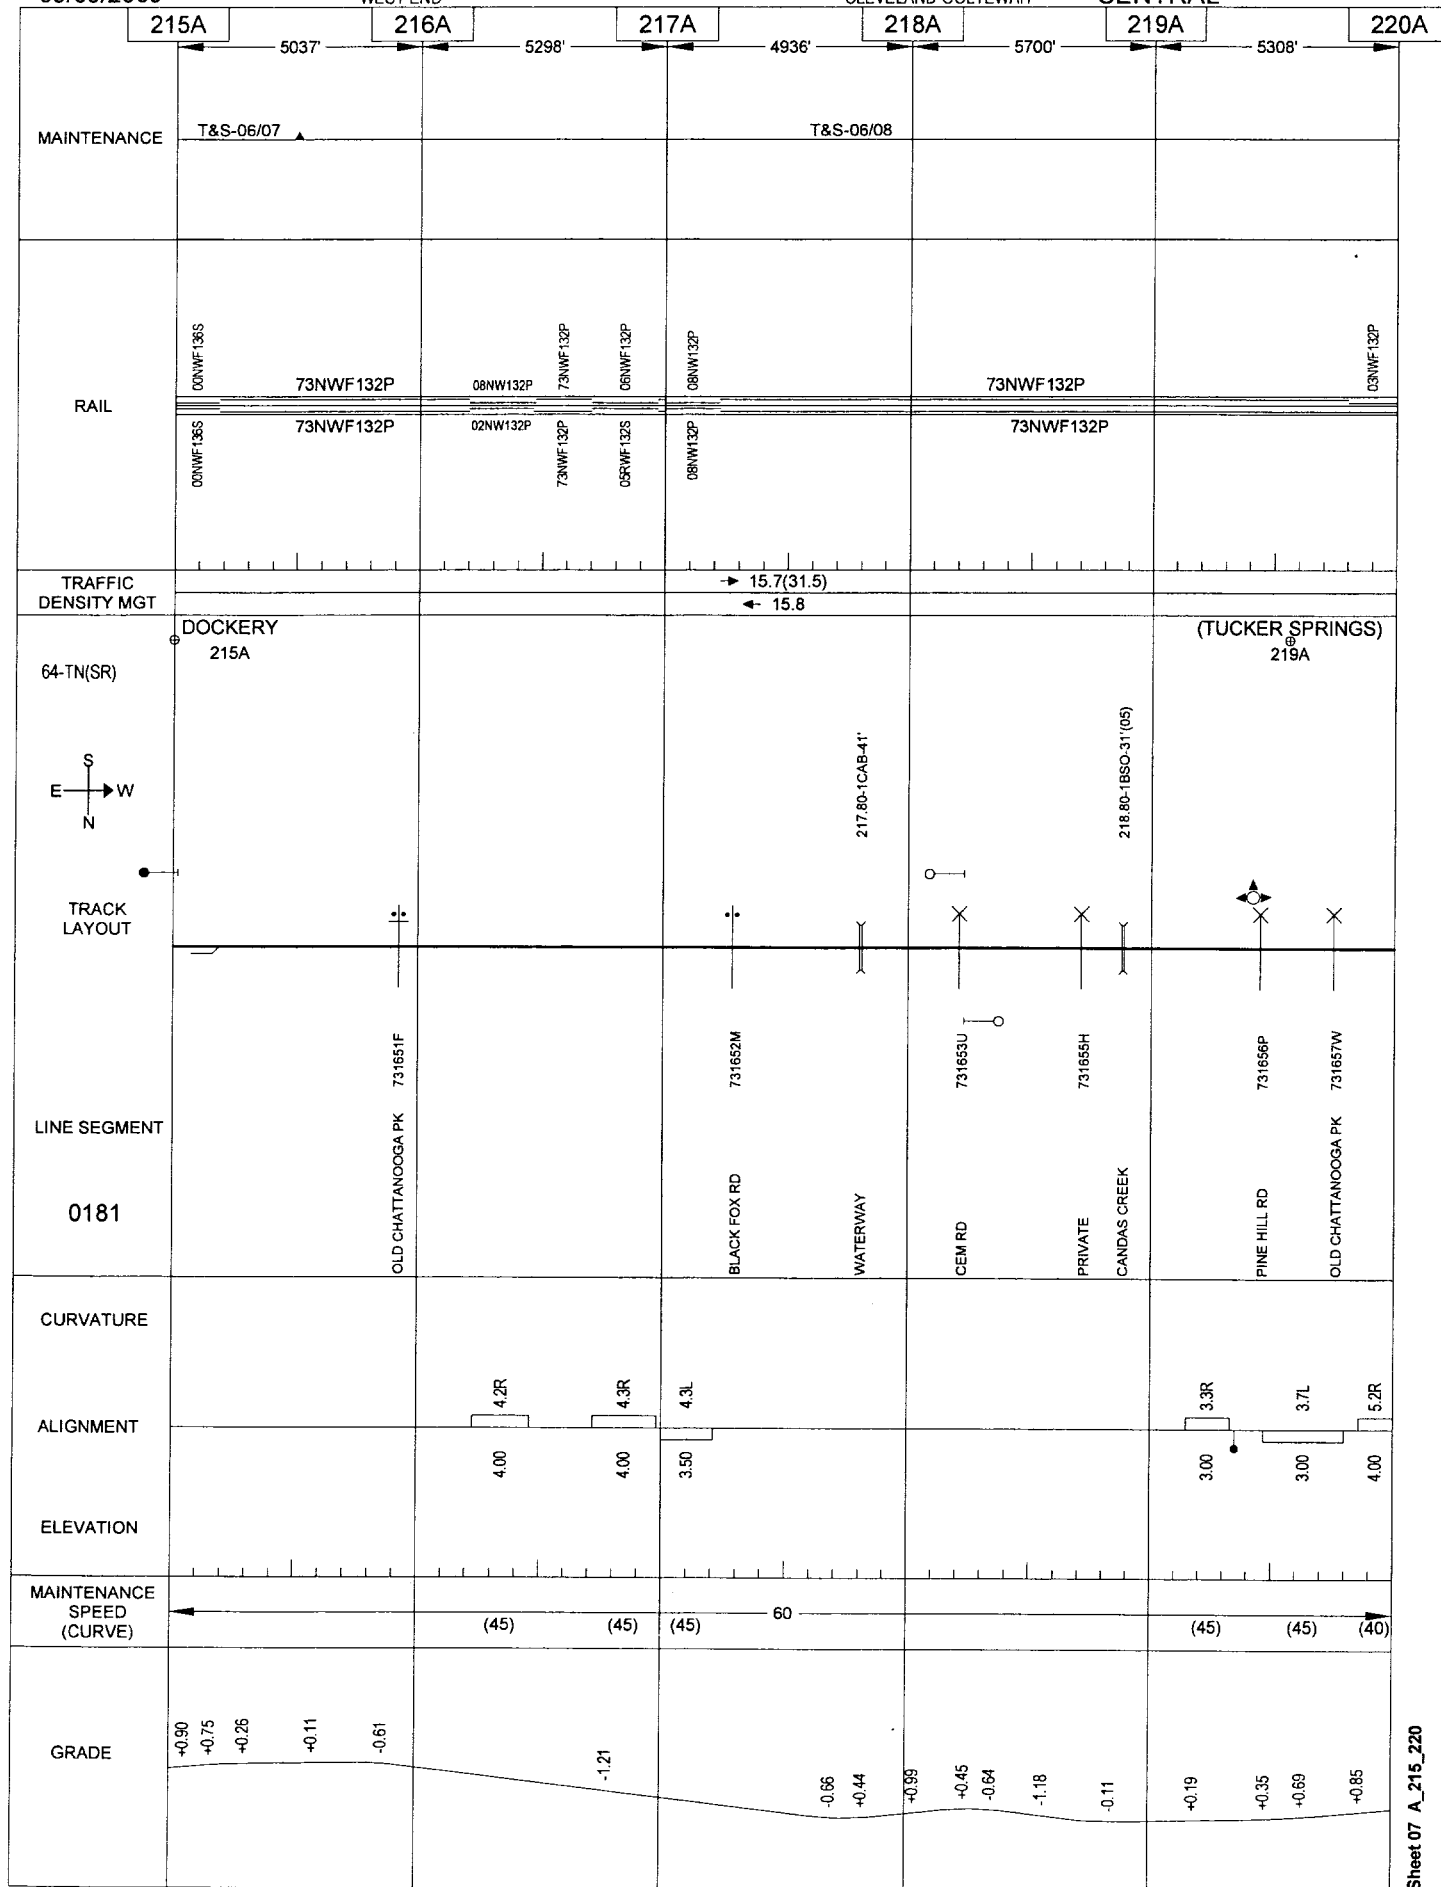 CENTRAL
215A 216A 217A 218A 219A 220A
5037' 5298' 4936' 5700' 5308'
MAINTENANCE
T&S-06/07 T&S-06/08
RAIL
00NWF136S 73NWF132P 08NW132P 73NWF132P 06NWF132P 08NW132P 73NWF132P 03NWF132P
00NWF136S 73NWF132P 02NW132P 73NWF132P 05RWF132S 08NW132P 73NWF132P
TRAFFIC
DENSITY MGT
15.7(31.5)
15.8
DOCKERY
215A
(TUCKER SPRINGS)
219A
64-TN(SR)
S
E W
N
217.80-1CAB-41'
218.80-1BSO-31'(05)
TRACK
LAYOUT
LINE SEGMENT
0181
OLD CHATTANOOGA PK 731651F
BLACK FOX RD 731652M
WATERWAY
CEM RD 731653U
PRIVATE 731655H
CANDAS CREEK
PINE HILL RD 731656P
OLD CHATTANOOGA PK 731657W
CURVATURE
4.2R 4.3R 4.3L 3.3R 3.7L 5.2R
ALIGNMENT
4.00 4.00 3.50 3.00 3.00 4.00
ELEVATION
MAINTENANCE
SPEED
(CURVE)
60
(45) (45) (45) (45) (45) (40)
GRADE
+0.90 +0.75 +0.26 +0.11 -0.61 -1.21 -0.66 +0.44 +0.99 +0.45 -0.64 -1.18 -0.11 +0.19 +0.35 +0.69 +0.85
Sheet 07 A_215_220